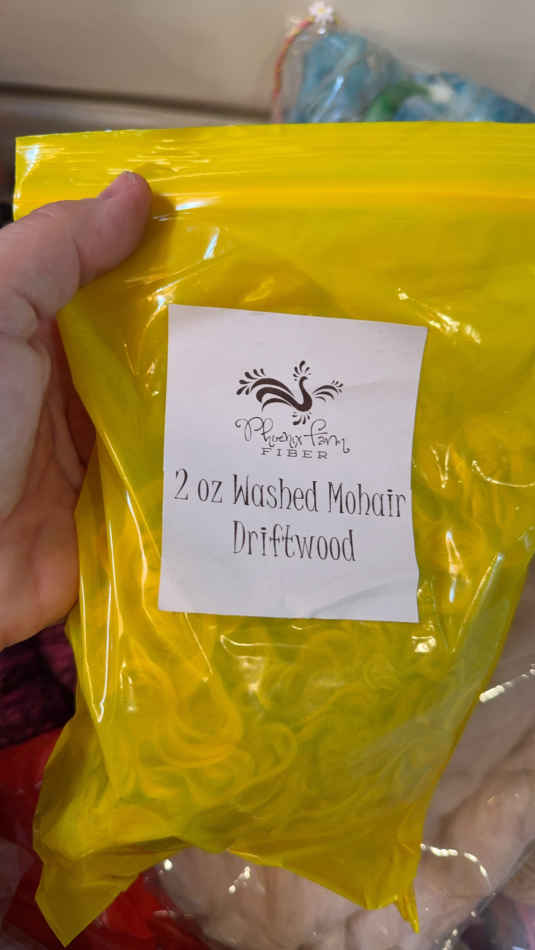 Phoenix Farm
FIBER
2 oz Washed Mohair
Driftwood